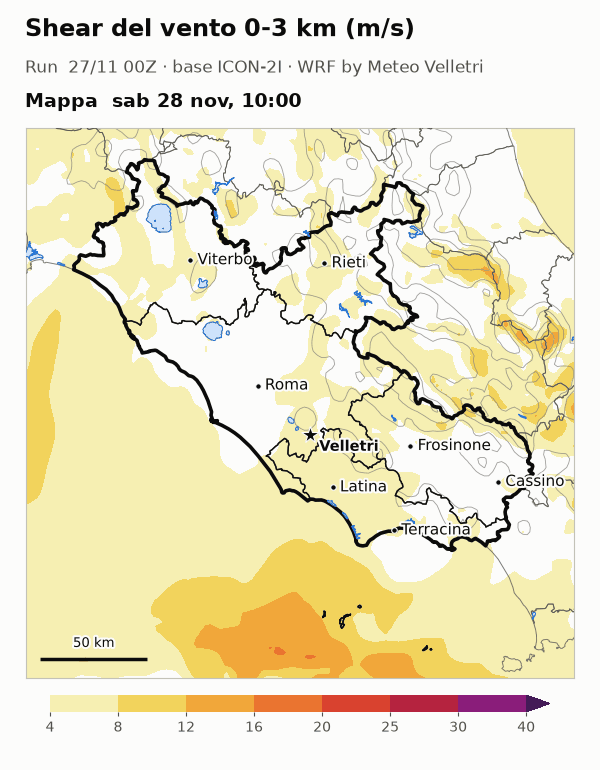 Shear del vento 0-3 km (m/s)
Run  27/11 00Z · base ICON-2I · WRF by Meteo Velletri
Mappa  sab 28 nov, 10:00
Viterbo
Rieti
Roma
Velletri
Frosinone
Latina
Cassino
Terracina
50 km
4 8 12 16 20 25 30 40